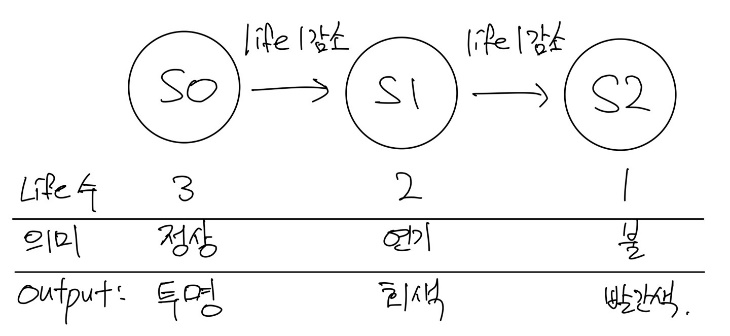 life 1감소 life 1감소
S0 S1 S2
Life 수 3 2 1
의미 정상 연기 불
Output: 투명 회색 빨간색.